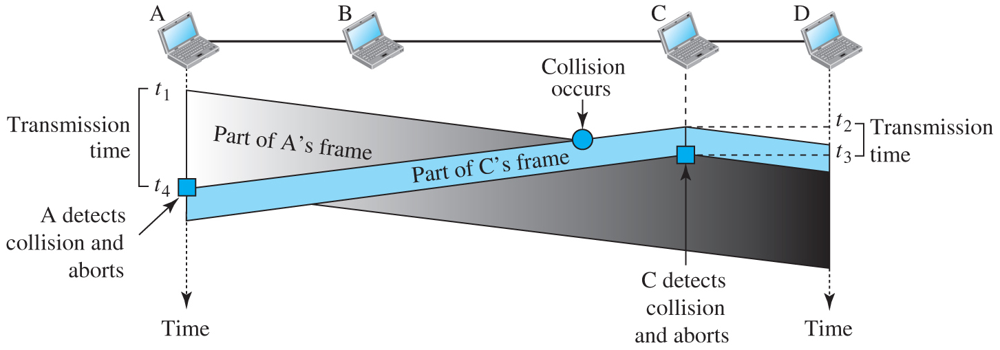 A
B
C
D
Collision
occurs
t1
Transmission
time
t4
Part of A's frame
Part of C's frame
t2
t3
Transmission
time
A detects
collision and
aborts
C detects
collision
and aborts
Time
Time